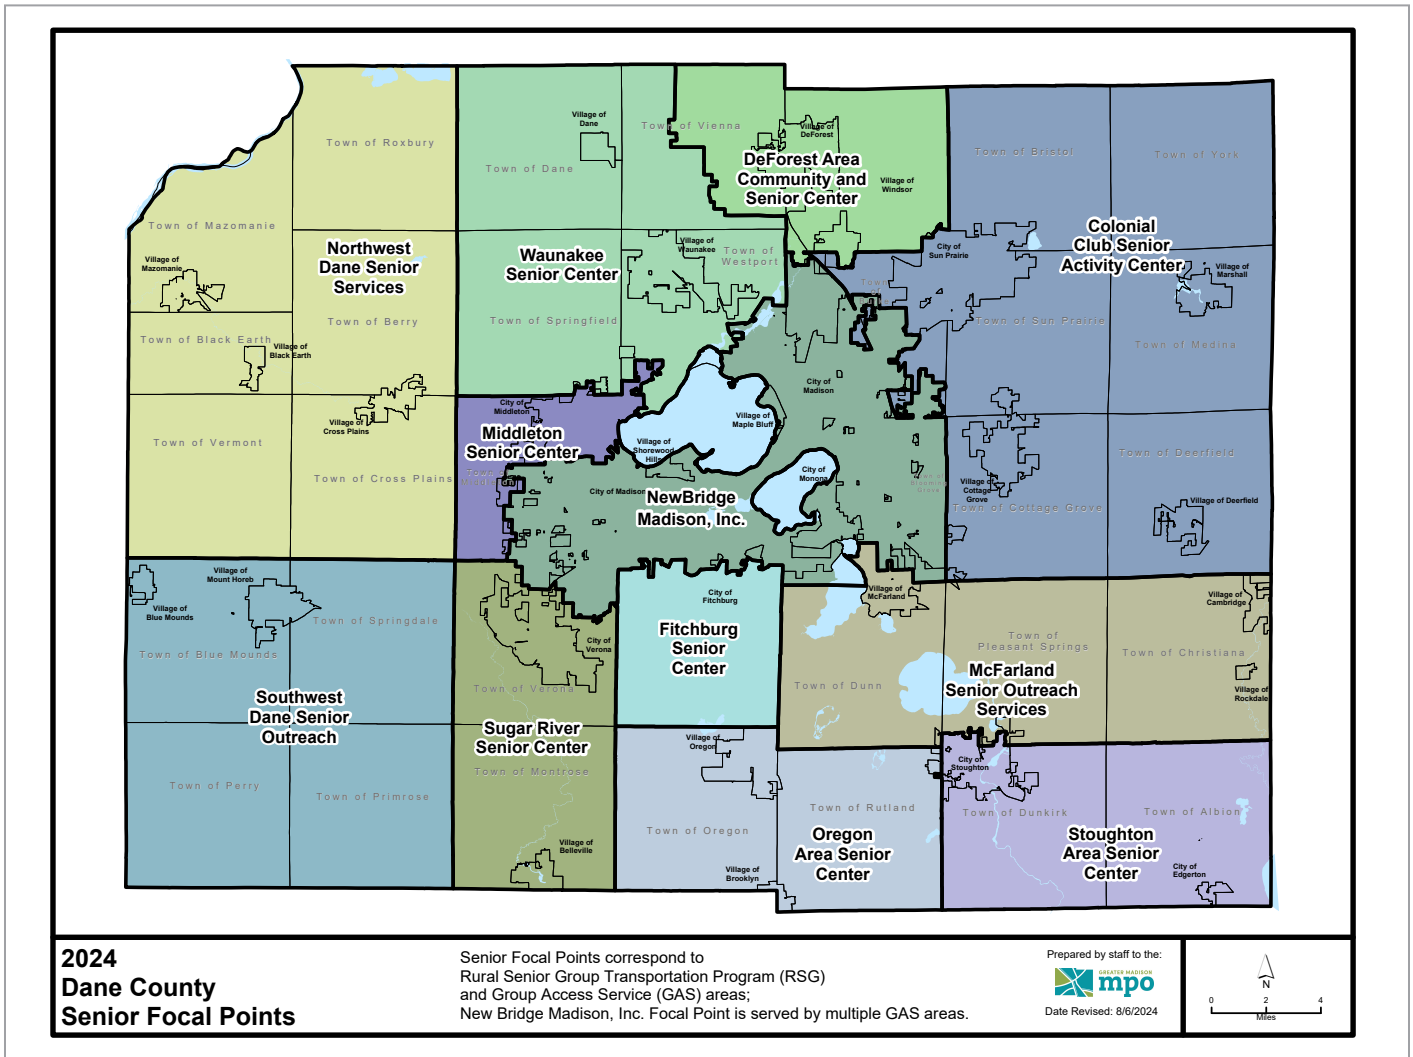 Town of Roxbury
Village of
Dane
Town of Vienna
Village of
DeForest
Town of Dane
DeForest Area
Community and
Senior Center
Village of
Windsor
Town of Bristol
Town of York
Town of Mazomanie
Village of
Mazomanie
Northwest
Dane Senior
Services
Waunakee
Senior Center
Village of
Waunakee
Town of
Westport
City of
Sun Prairie
Colonial
Club Senior
Activity Center
Village of
Marshall
Town
of
Town of Berry
Town of Springfield
Town of Sun Prairie
Town of Medina
Town of Black Earth
Village of
Black Earth
City of
Madison
City of
Middleton
Middleton
Senior Center
Village of
Maple Bluff
Village of
Shorewood
Hills
Village of
Cross Plains
Town of Vermont
Town of Cross Plains
Town of
Middleton
City of Madison
NewBridge
Madison, Inc.
City of
Monona
Town of
Blooming
Grove
Village of
Cottage
Grove
Town of Cottage Grove
Town of Deerfield
Village of Deerfield
Village of
Mount Horeb
Village of
Blue Mounds
Town of Springdale
Town of Blue Mounds
Southwest
Dane Senior
Outreach
Town of Perry
Town of Primrose
City of
Verona
Town of Verona
Sugar River
Senior Center
Town of Montrose
Village of
Belleville
City of
Fitchburg
Fitchburg
Senior
Center
Village of
McFarland
Town of Dunn
Town of
Pleasant Springs
McFarland
Senior Outreach
Services
Village of
Cambridge
Town of Christiana
Village of
Rockdale
Village of
Oregon
Town of Oregon
Village of
Brooklyn
Town of Rutland
Oregon
Area Senior
Center
City of
Stoughton
Town of Dunkirk
Town of Albion
Stoughton
Area Senior
Center
City of
Edgerton
2024
Dane County
Senior Focal Points
Senior Focal Points correspond to
Rural Senior Group Transportation Program (RSG)
and Group Access Service (GAS) areas;
New Bridge Madison, Inc. Focal Point is served by multiple GAS areas.
Prepared by staff to the:
GREATER MADISON
mpo
Date Revised: 8/6/2024
N
0 2 4
Miles